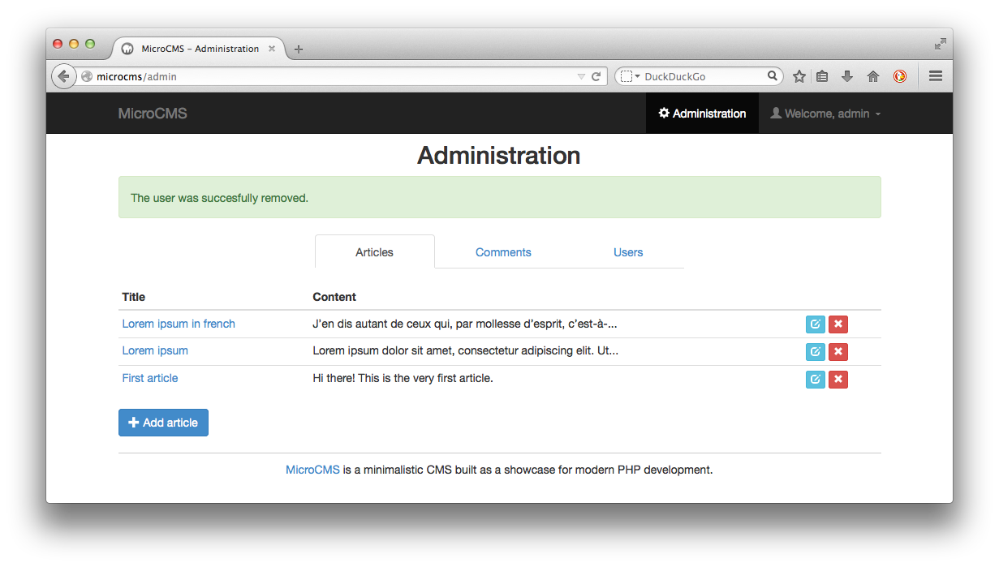 MicroCMS - Administration
microcms/admin
DuckDuckGo
MicroCMS
Administration
Welcome, admin
Administration
The user was succesfully removed.
Articles Comments Users
Title Content
Lorem ipsum in french J'en dis autant de ceux qui, par mollesse d'esprit, c'est-à-...
Lorem ipsum Lorem ipsum dolor sit amet, consectetur adipiscing elit. Ut...
First article Hi there! This is the very first article.
Add article
MicroCMS is a minimalistic CMS built as a showcase for modern PHP development.